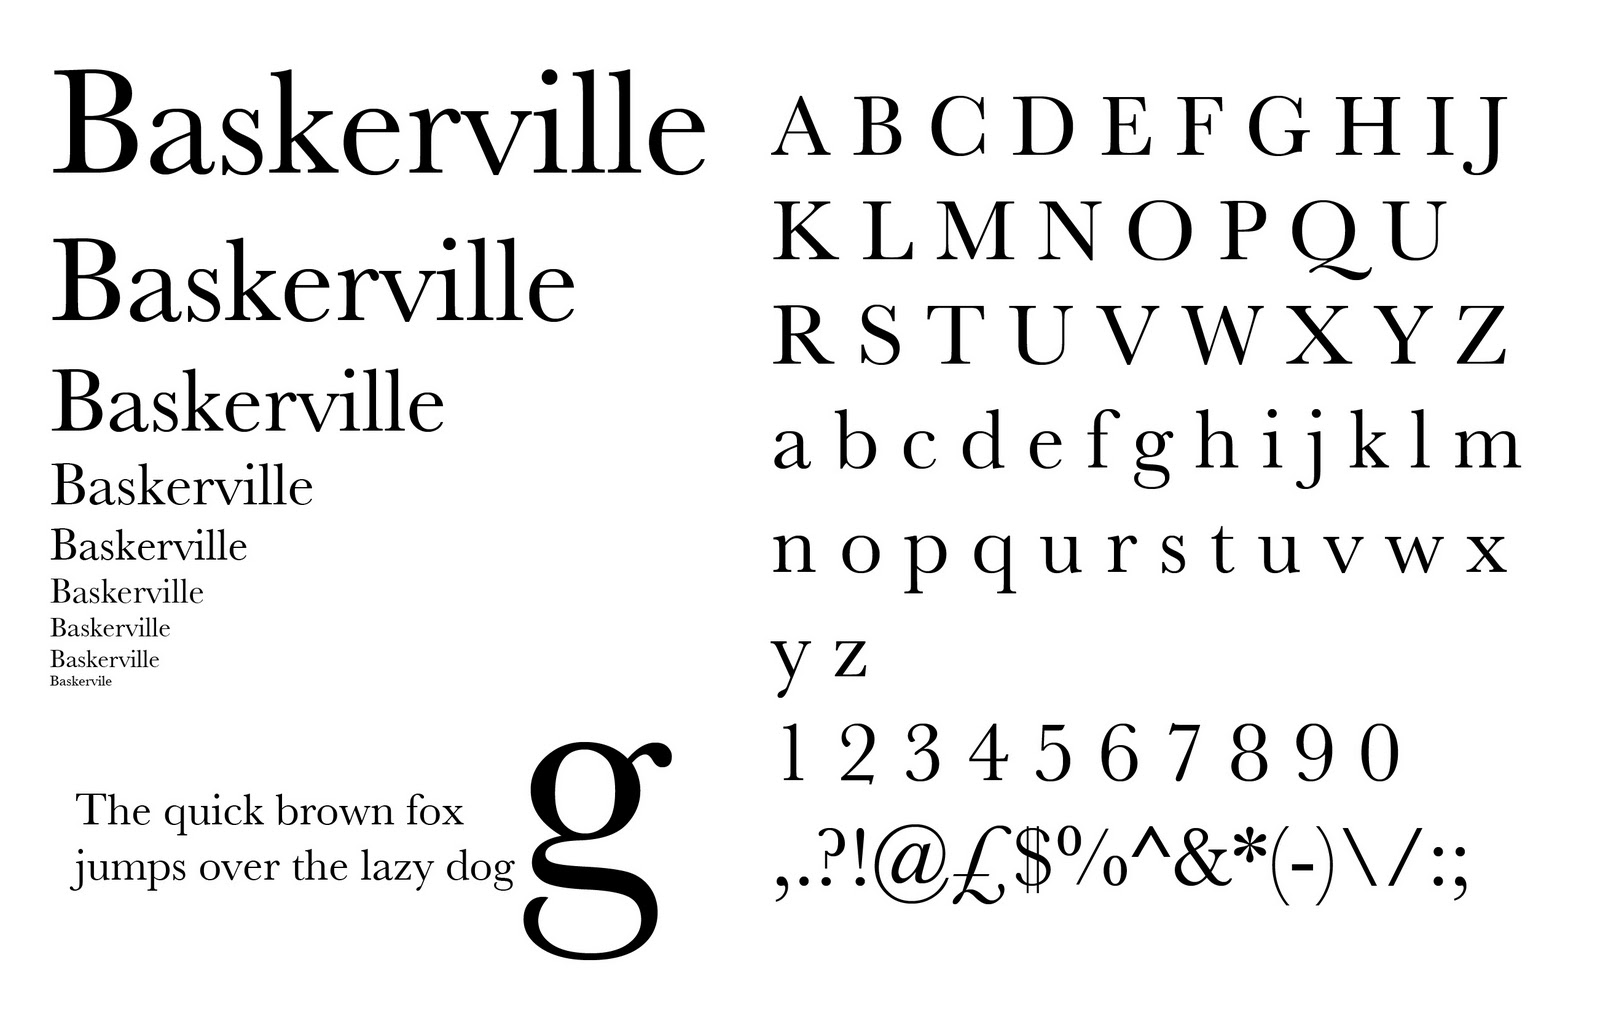 Baskerville
Baskerville
Baskerville
Baskerville
Baskerville
Baskerville
Baskerville
Baskerville
Baskervile
The quick brown fox
jumps over the lazy dog
g
A B C D E F G H I J
K L M N O P Q U
R S T U V W X Y Z
a b c d e f g h i j k l m
n o p q u r s t u v w x
y z
1 2 3 4 5 6 7 8 9 0
,.?!@£$%^&*(-)\/:;